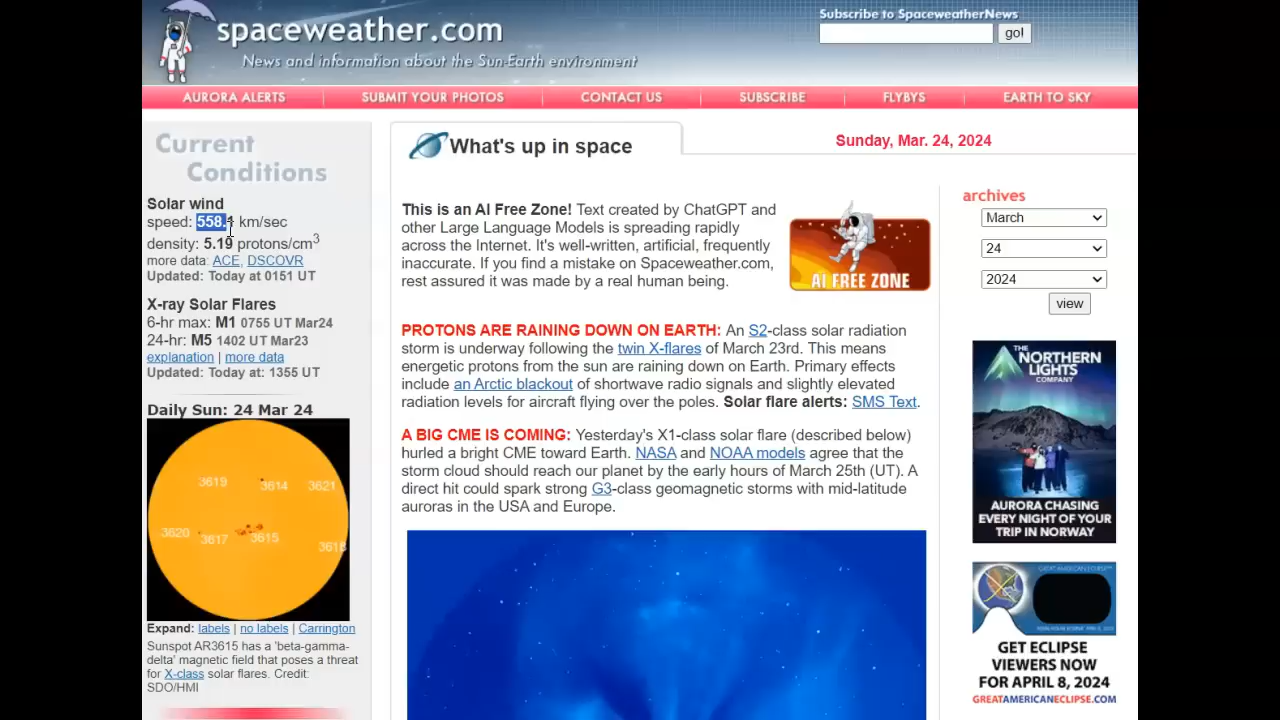 spaceweather.com
News and information about the Sun-Earth environment
Subscribe to SpaceweatherNews
go!
AURORA ALERTS
SUBMIT YOUR PHOTOS
CONTACT US
SUBSCRIBE
FLYBYS
EARTH TO SKY
Current
Conditions
Solar wind
speed: 558.1 km/sec
density: 5.19 protons/cm3
more data: ACE, DSCOVR
Updated: Today at 0151 UT
X-ray Solar Flares
6-hr max: M1 0755 UT Mar24
24-hr: M5 1402 UT Mar23
explanation | more data
Updated: Today at: 1355 UT
Daily Sun: 24 Mar 24
3619
3614
3621
3620
3617
3615
3618
Expand: labels | no labels | Carrington
Sunspot AR3615 has a 'beta-gamma-
delta' magnetic field that poses a threat
for X-class solar flares. Credit:
SDO/HMI
What's up in space
Sunday, Mar. 24, 2024
This is an AI Free Zone! Text created by ChatGPT and
other Large Language Models is spreading rapidly
across the Internet. It's well-written, artificial, frequently
inaccurate. If you find a mistake on Spaceweather.com,
rest assured it was made by a real human being.
AI FREE ZONE
PROTONS ARE RAINING DOWN ON EARTH: An S2-class solar radiation
storm is underway following the twin X-flares of March 23rd. This means
energetic protons from the sun are raining down on Earth. Primary effects
include an Arctic blackout of shortwave radio signals and slightly elevated
radiation levels for aircraft flying over the poles. Solar flare alerts: SMS Text.
A BIG CME IS COMING: Yesterday's X1-class solar flare (described below)
hurled a bright CME toward Earth. NASA and NOAA models agree that the
storm cloud should reach our planet by the early hours of March 25th (UT). A
direct hit could spark strong G3-class geomagnetic storms with mid-latitude
auroras in the USA and Europe.
archives
March
24
2024
view
THE
NORTHERN
LIGHTS
COMPANY
AURORA CHASING
EVERY NIGHT OF YOUR
TRIP IN NORWAY
GET ECLIPSE
VIEWERS NOW
FOR APRIL 8, 2024
GREATAMERICANECLIPSE.COM